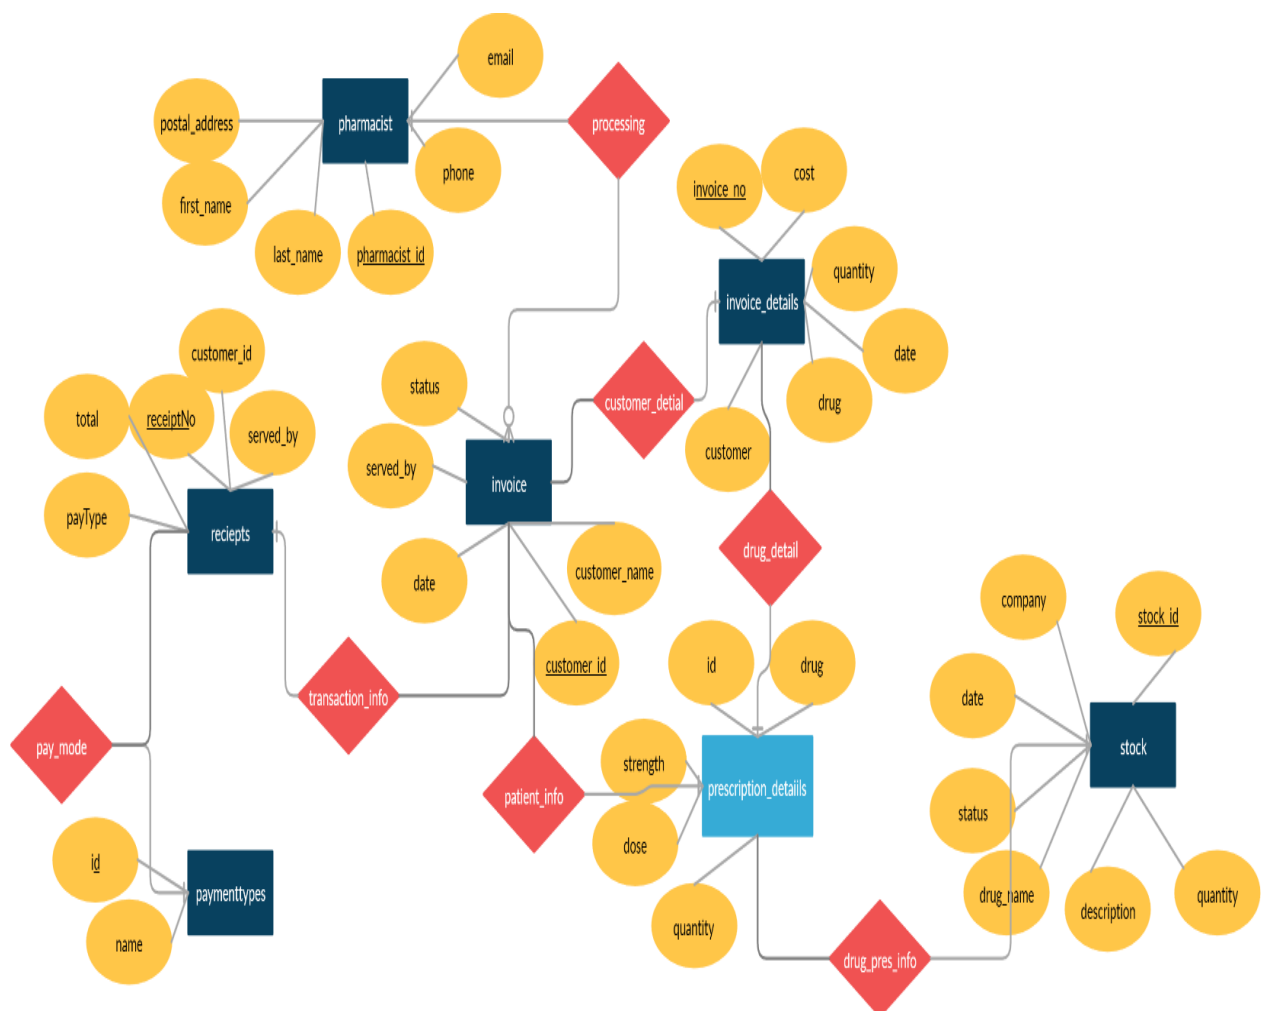 email
postal_address
pharmacist
processing
phone
first_name
last_name
pharmacist_id
invoice_no
cost
quantity
invoice_details
date
drug
customer
customer_id
total
receiptNo
served_by
payType
reciepts
status
served_by
invoice
customer_detial
date
customer_name
customer_id
drug_detail
transaction_info
pay_mode
id
paymenttypes
name
patient_info
id
drug
strength
prescription_detaiils
dose
quantity
company
stock_id
date
stock
status
drug_name
description
quantity
drug_pres_info